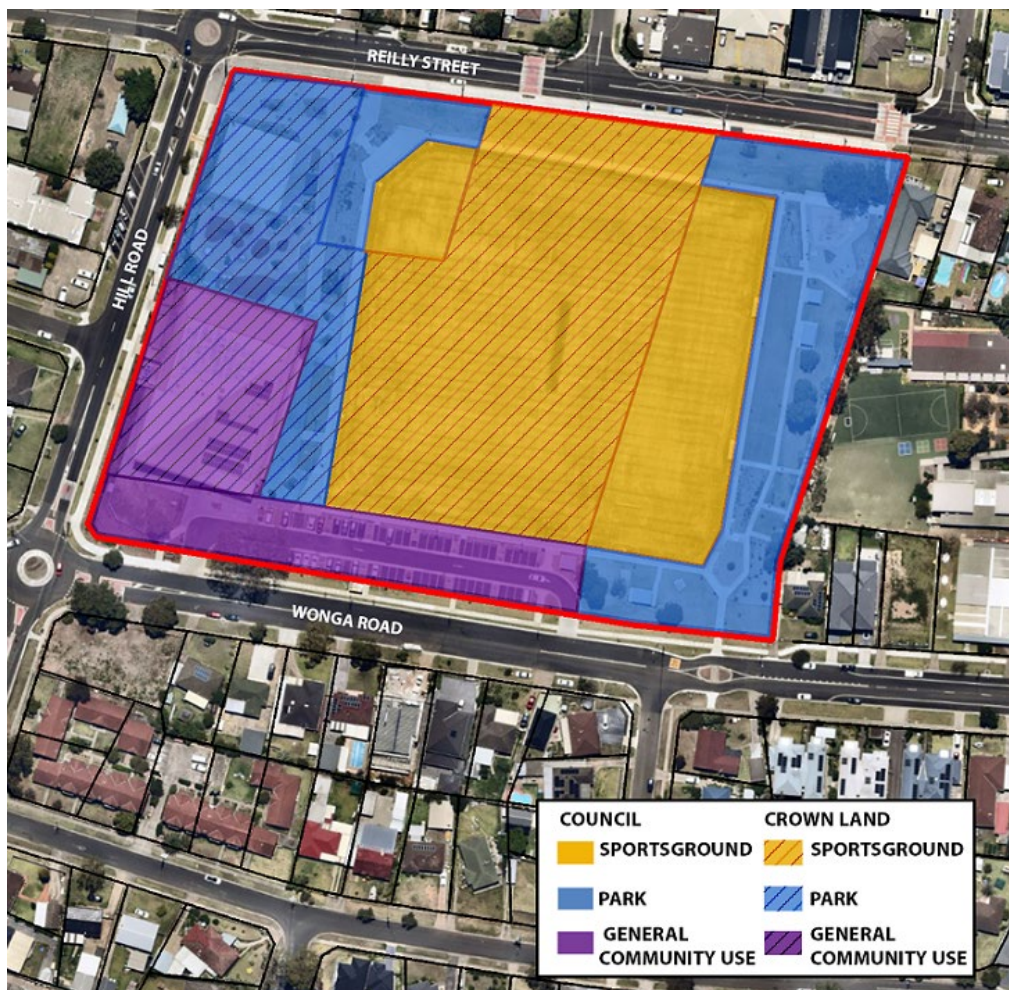 REILLY STREET
HILL ROAD
WONGA ROAD
COUNCIL
SPORTSGROUND
PARK
GENERAL
COMMUNITY USE
CROWN LAND
SPORTSGROUND
PARK
GENERAL
COMMUNITY USE